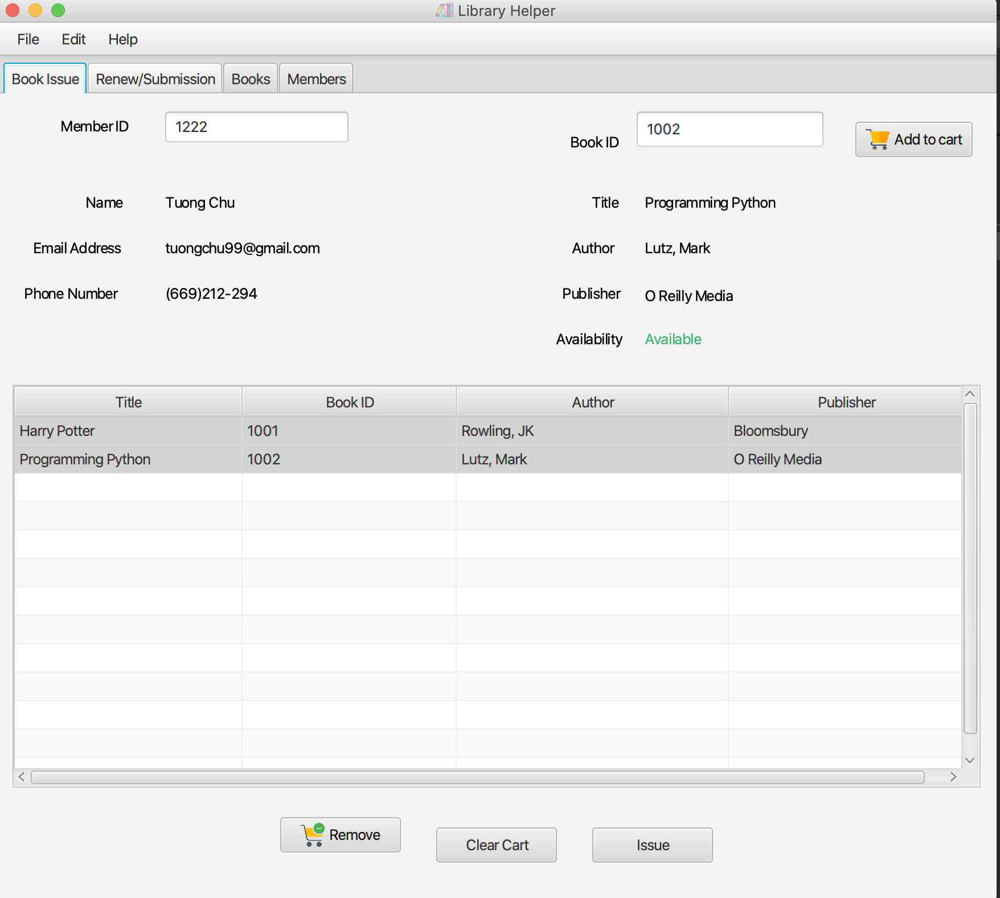 Library Helper
File Edit Help
Book Issue Renew/Submission Books Members
Member ID 1222
Book ID 1002 Add to cart
Name Tuong Chu
Title Programming Python
Email Address tuongchu99@gmail.com
Author Lutz, Mark
Phone Number (669)212-294
Publisher O Reilly Media
Availability Available
Title Book ID Author Publisher
Harry Potter 1001 Rowling, JK Bloomsbury
Programming Python 1002 Lutz, Mark O Reilly Media
Remove Clear Cart Issue